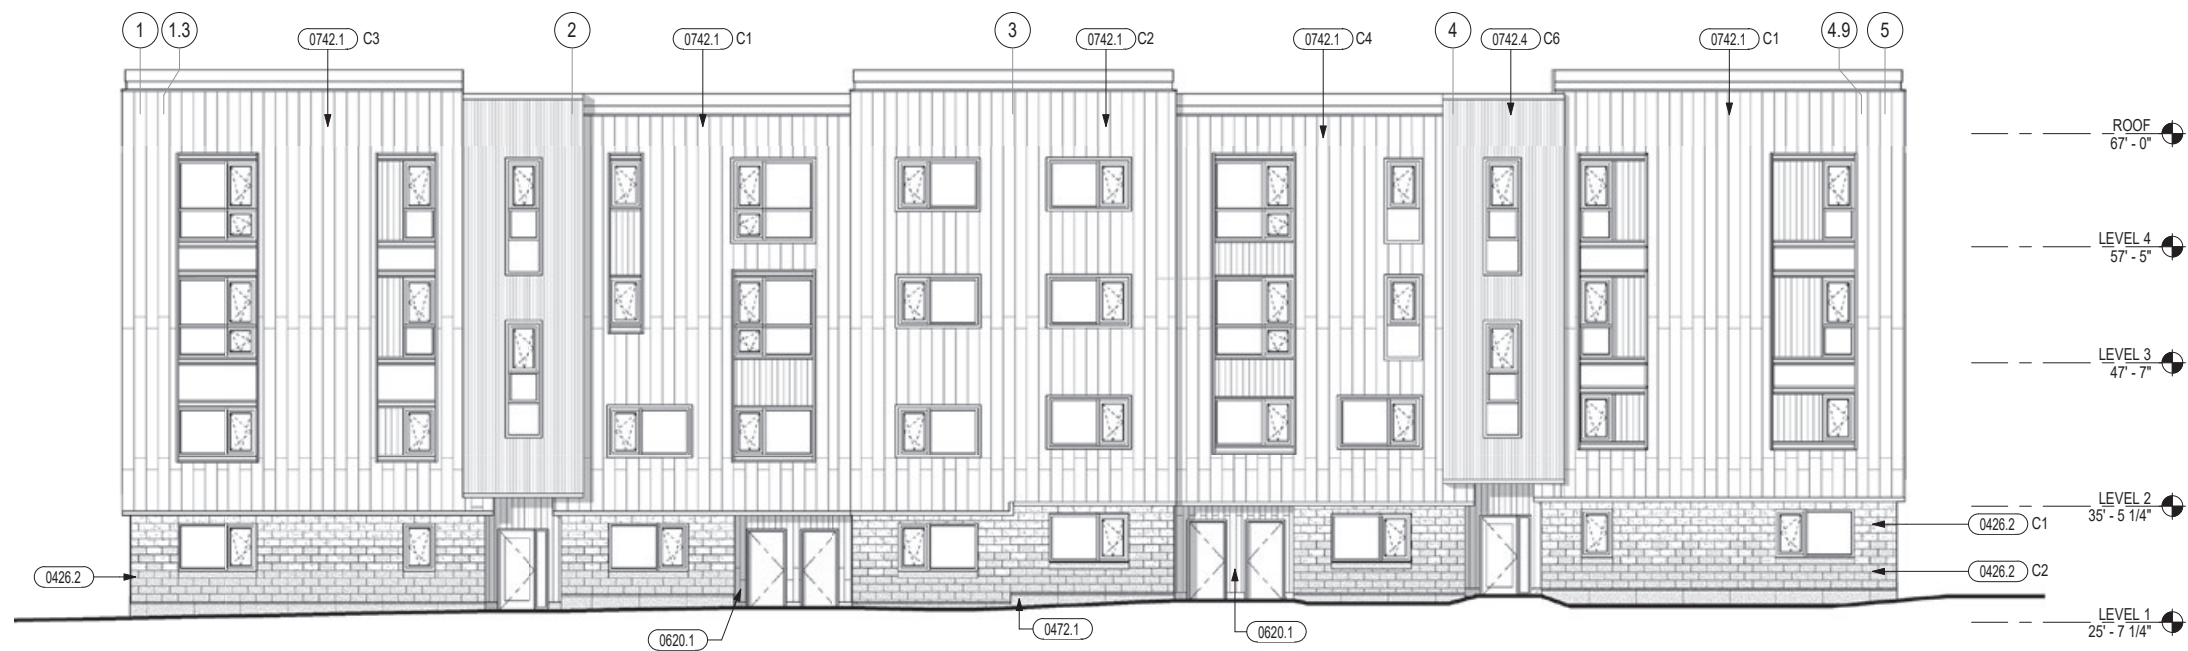 1
1.3
0742.1 C3
2
0742.1 C1
3
0742.1 C2
0742.1 C4
4
0742.4 C6
0742.1 C1
4.9
5
ROOF
67' - 0"
LEVEL 4
57' - 5"
LEVEL 3
47' - 7"
LEVEL 2
35' - 5 1/4"
0426.2 C1
0426.2
0426.2 C2
LEVEL 1
25' - 7 1/4"
0620.1
0472.1
0620.1